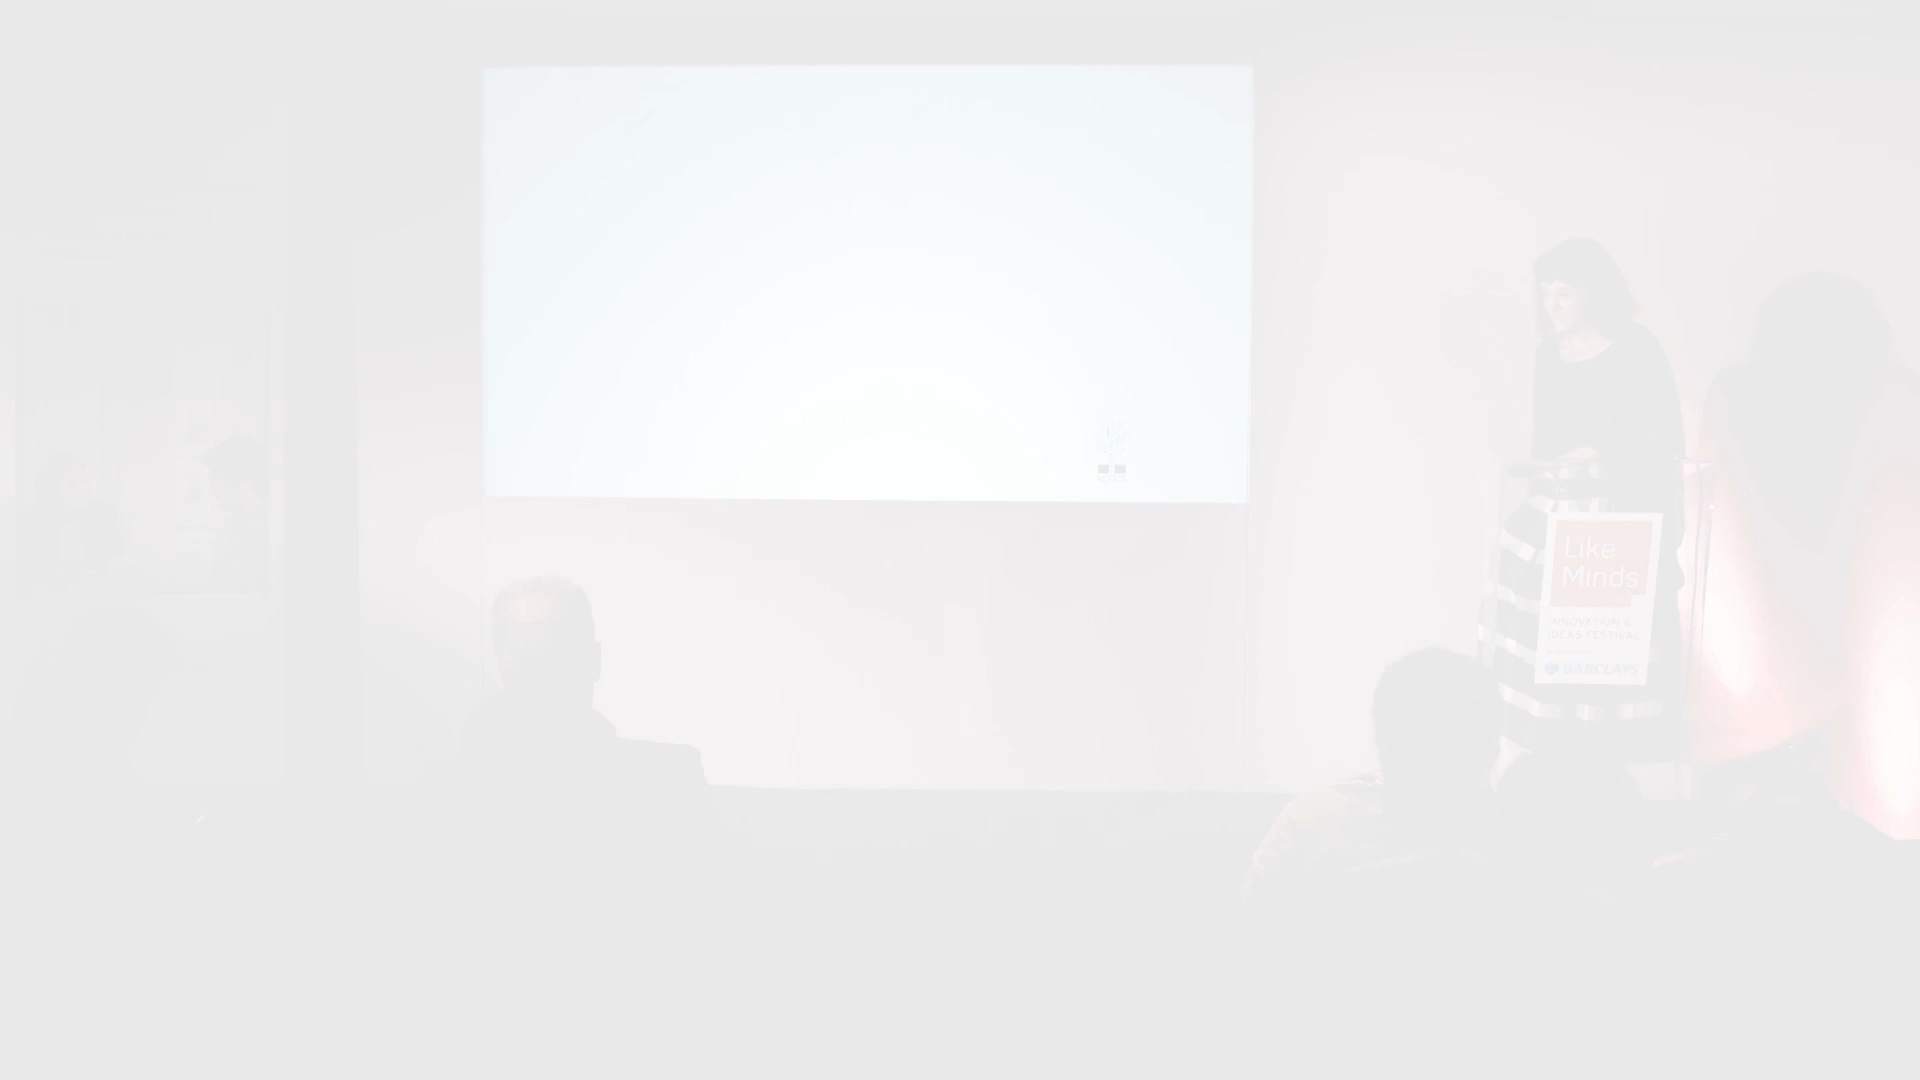 Like
Minds
INNOVATION &
IDEAS FESTIVAL
BARCLAYS